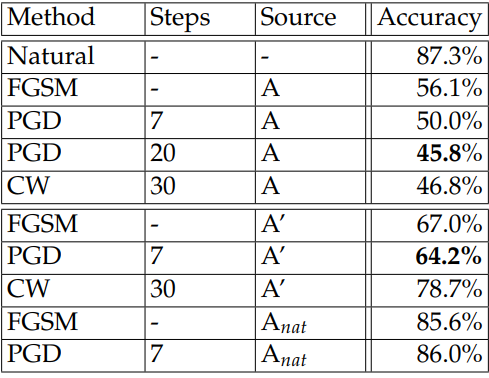 Method Steps Source Accuracy
Natural - - 87.3%
FGSM - A 56.1%
PGD 7 A 50.0%
PGD 20 A 45.8%
CW 30 A 46.8%
FGSM - A' 67.0%
PGD 7 A' 64.2%
CW 30 A' 78.7%
FGSM - Anat 85.6%
PGD 7 Anat 86.0%